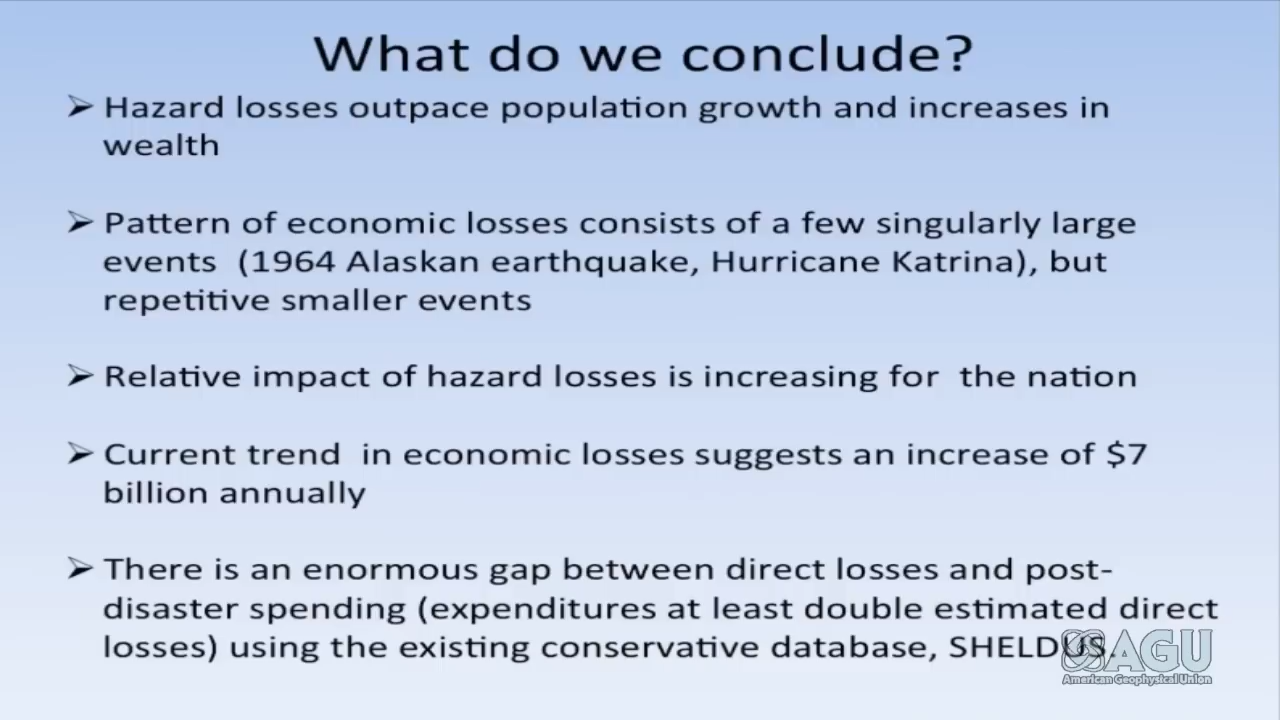 What do we conclude?
➢ Hazard losses outpace population growth and increases in
wealth
➢ Pattern of economic losses consists of a few singularly large
events (1964 Alaskan earthquake, Hurricane Katrina), but
repetitive smaller events
➢ Relative impact of hazard losses is increasing for the nation
➢ Current trend in economic losses suggests an increase of $7
billion annually
➢ There is an enormous gap between direct losses and post-
disaster spending (expenditures at least double estimated direct
losses) using the existing conservative database, SHELDUS.
AGU
American Geophysical Union